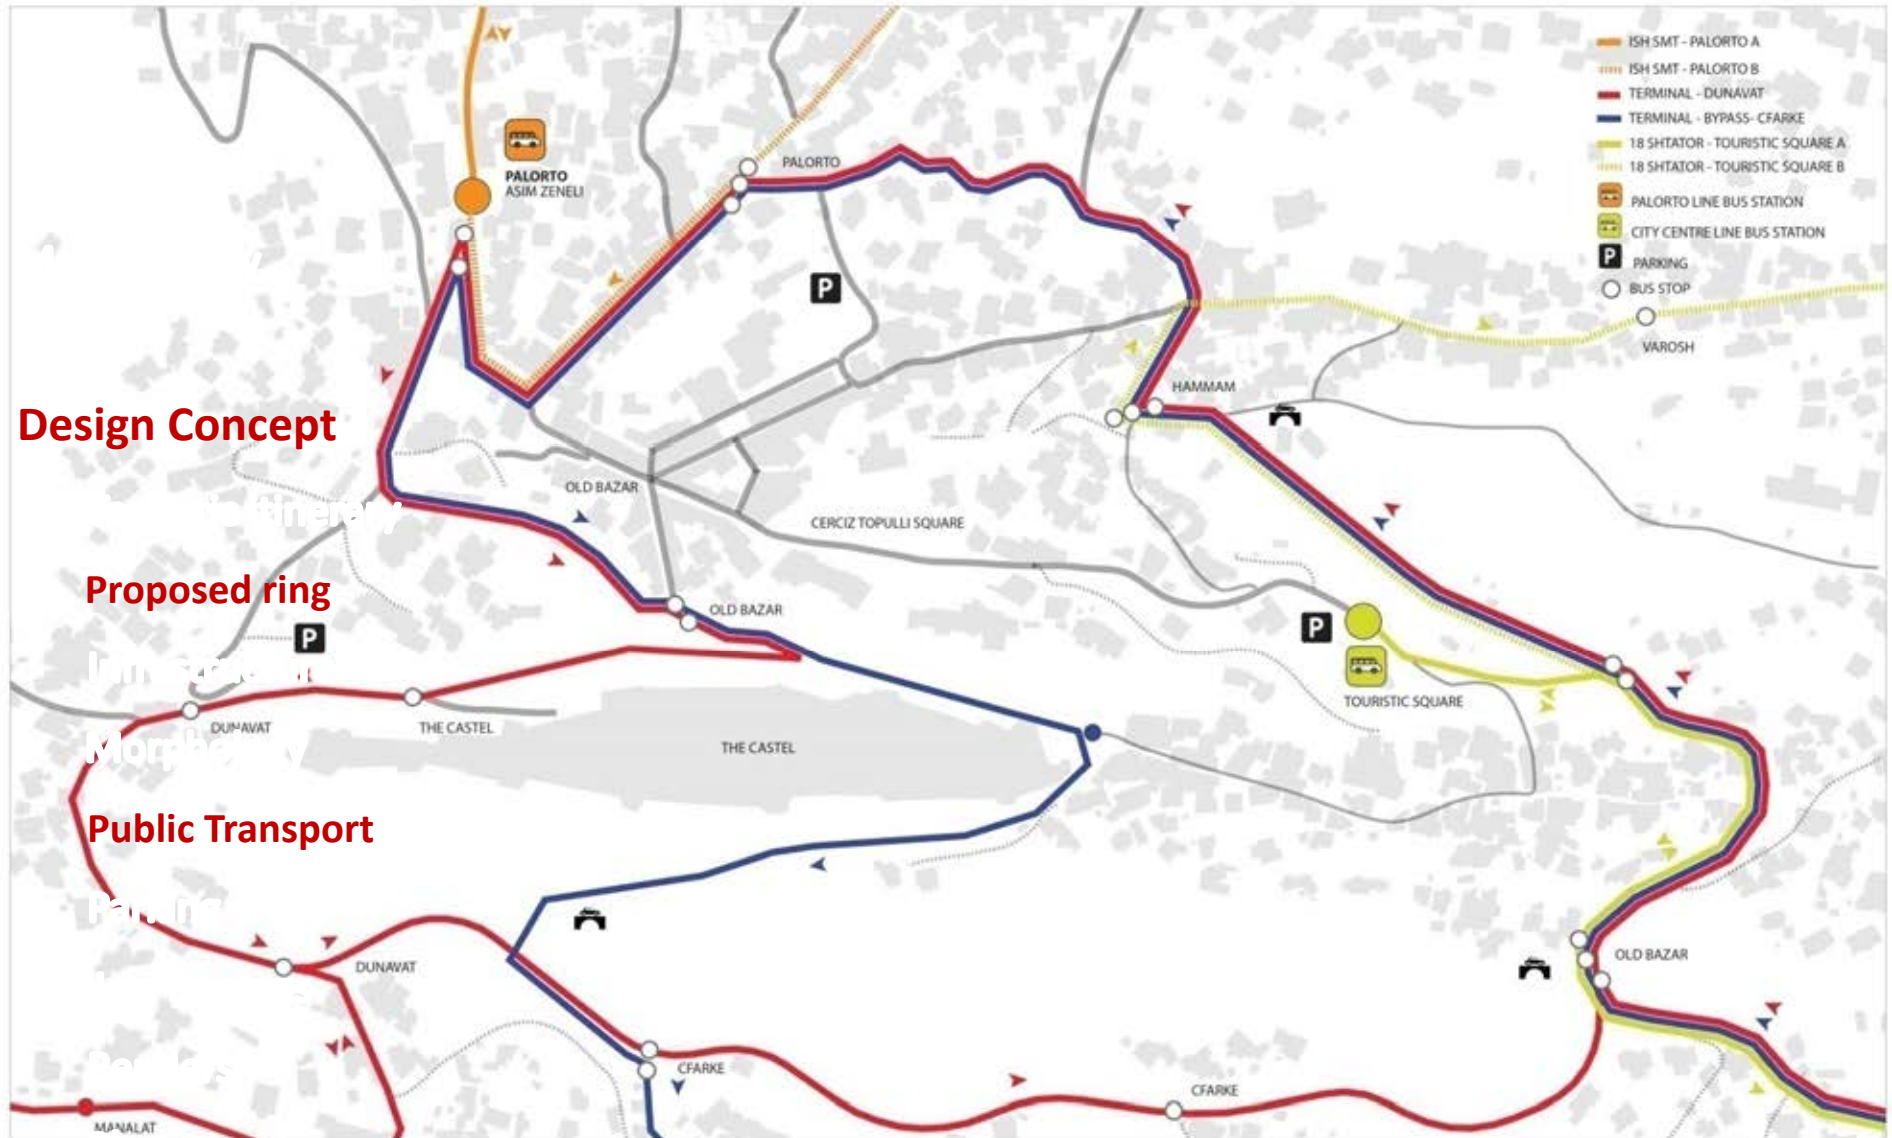 ISH SMT - PALORTO A
ISH SMT - PALORTO B
TERMINAL - DUNAVAT
TERMINAL - BYPASS- CFARKE
18 SHTATOR - TOURISTIC SQUARE A
18 SHTATOR - TOURISTIC SQUARE B
PALORTO LINE BUS STATION
CITY CENTRE LINE BUS STATION
P PARKING
BUS STOP
PALORTO
ASIM ZENELI
PALORTO
P
VAROSH
HAMMAM
Design Concept
OLD BAZAR
CERCIZ TOPULLI SQUARE
Proposed ring
OLD BAZAR
P
P
TOURISTIC SQUARE
DUNAVAT
THE CASTEL
THE CASTEL
Public Transport
Parking
DUNAVAT
OLD BAZAR
CFARKE
CFARKE
MANALAT